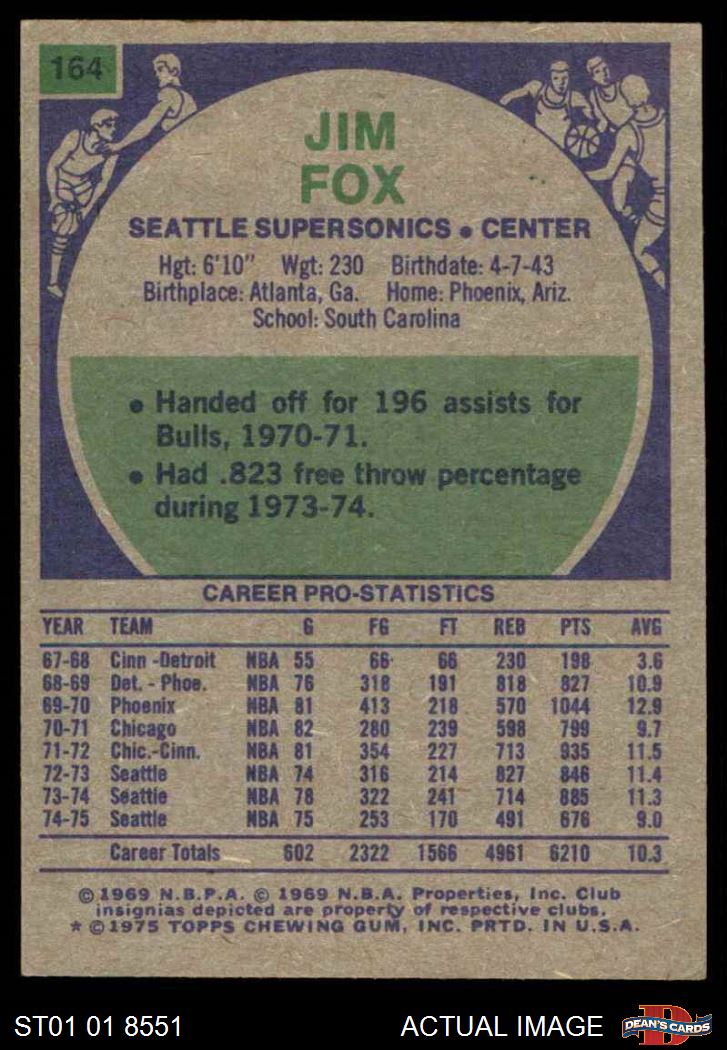 164
JIM
FOX
SEATTLE SUPERSONICS • CENTER
Hgt: 6'10" Wgt: 230 Birthdate: 4-7-43
Birthplace: Atlanta, Ga. Home: Phoenix, Ariz.
School: South Carolina
• Handed off for 196 assists for
Bulls, 1970-71.
• Had .823 free throw percentage
during 1973-74.
CAREER PRO-STATISTICS
YEAR TEAM G FG FT REB PTS AVG
67-68 Cinn -Detroit NBA 55 66 66 230 198 3.6
68-69 Det. - Phoe. NBA 76 318 191 818 827 10.9
69-70 Phoenix NBA 81 413 218 570 1044 12.9
70-71 Chicago NBA 82 280 239 598 799 9.7
71-72 Chic.-Cinn. NBA 81 354 227 713 935 11.5
72-73 Seattle NBA 74 316 214 827 846 11.4
73-74 Seattle NBA 78 322 241 714 885 11.3
74-75 Seattle NBA 75 253 170 491 676 9.0
Career Totals 602 2322 1566 4961 6210 10.3
© 1969 N.B.P.A. © 1969 N.B.A. Properties, Inc. Club
insignias depicted are property of respective clubs.
* © 1975 TOPPS CHEWING GUM, INC. PRTD. IN U.S.A.
ST01 01 8551 ACTUAL IMAGE D DEAN'S CARDS